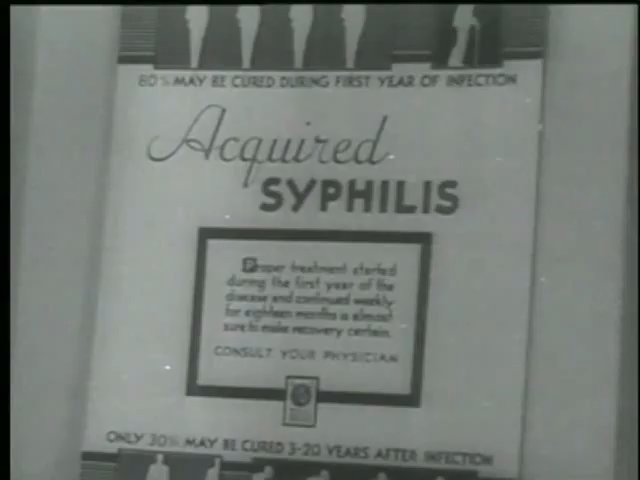 80% MAY BE CURED DURING FIRST YEAR OF INFECTION
Acquired
SYPHILIS
Proper treatment started
during the first year of the
disease and continued weekly
for eighteen months is almost
sure to make recovery certain.
CONSULT YOUR PHYSICIAN
ONLY 30% MAY BE CURED 3-20 YEARS AFTER INFECTION